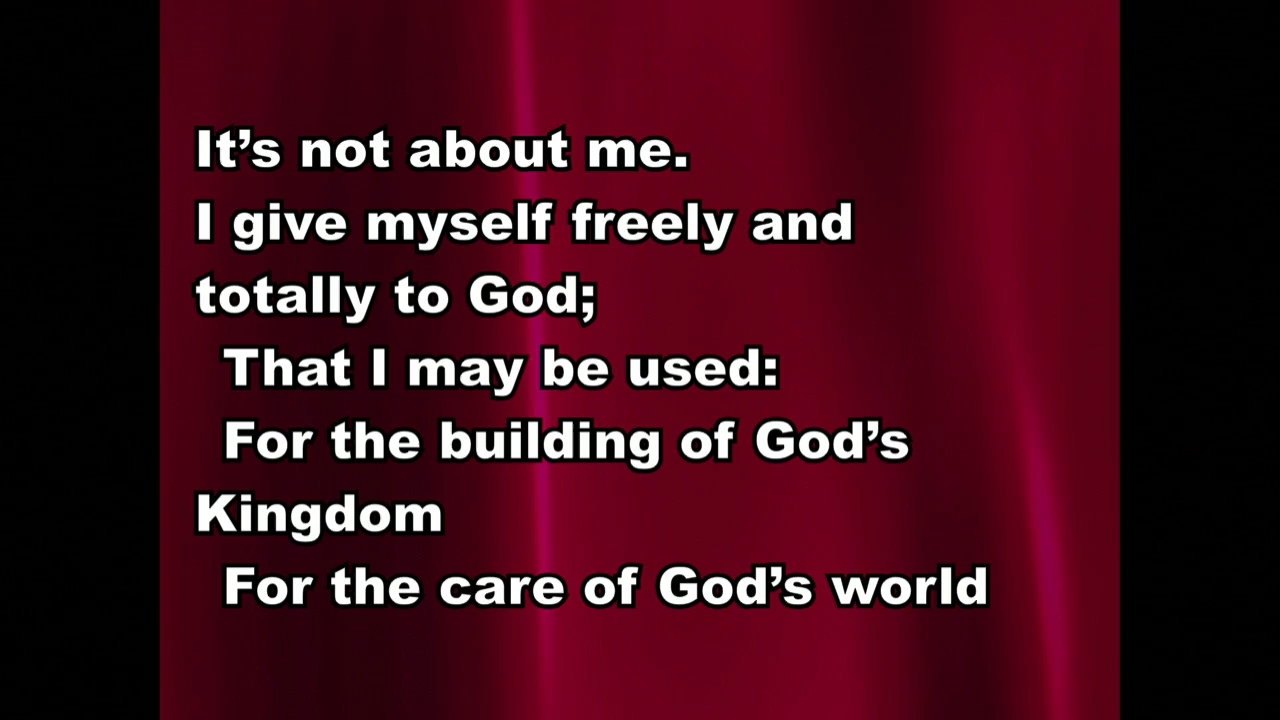 It’s not about me.
I give myself freely and
totally to God;
That I may be used:
For the building of God’s
Kingdom
For the care of God’s world